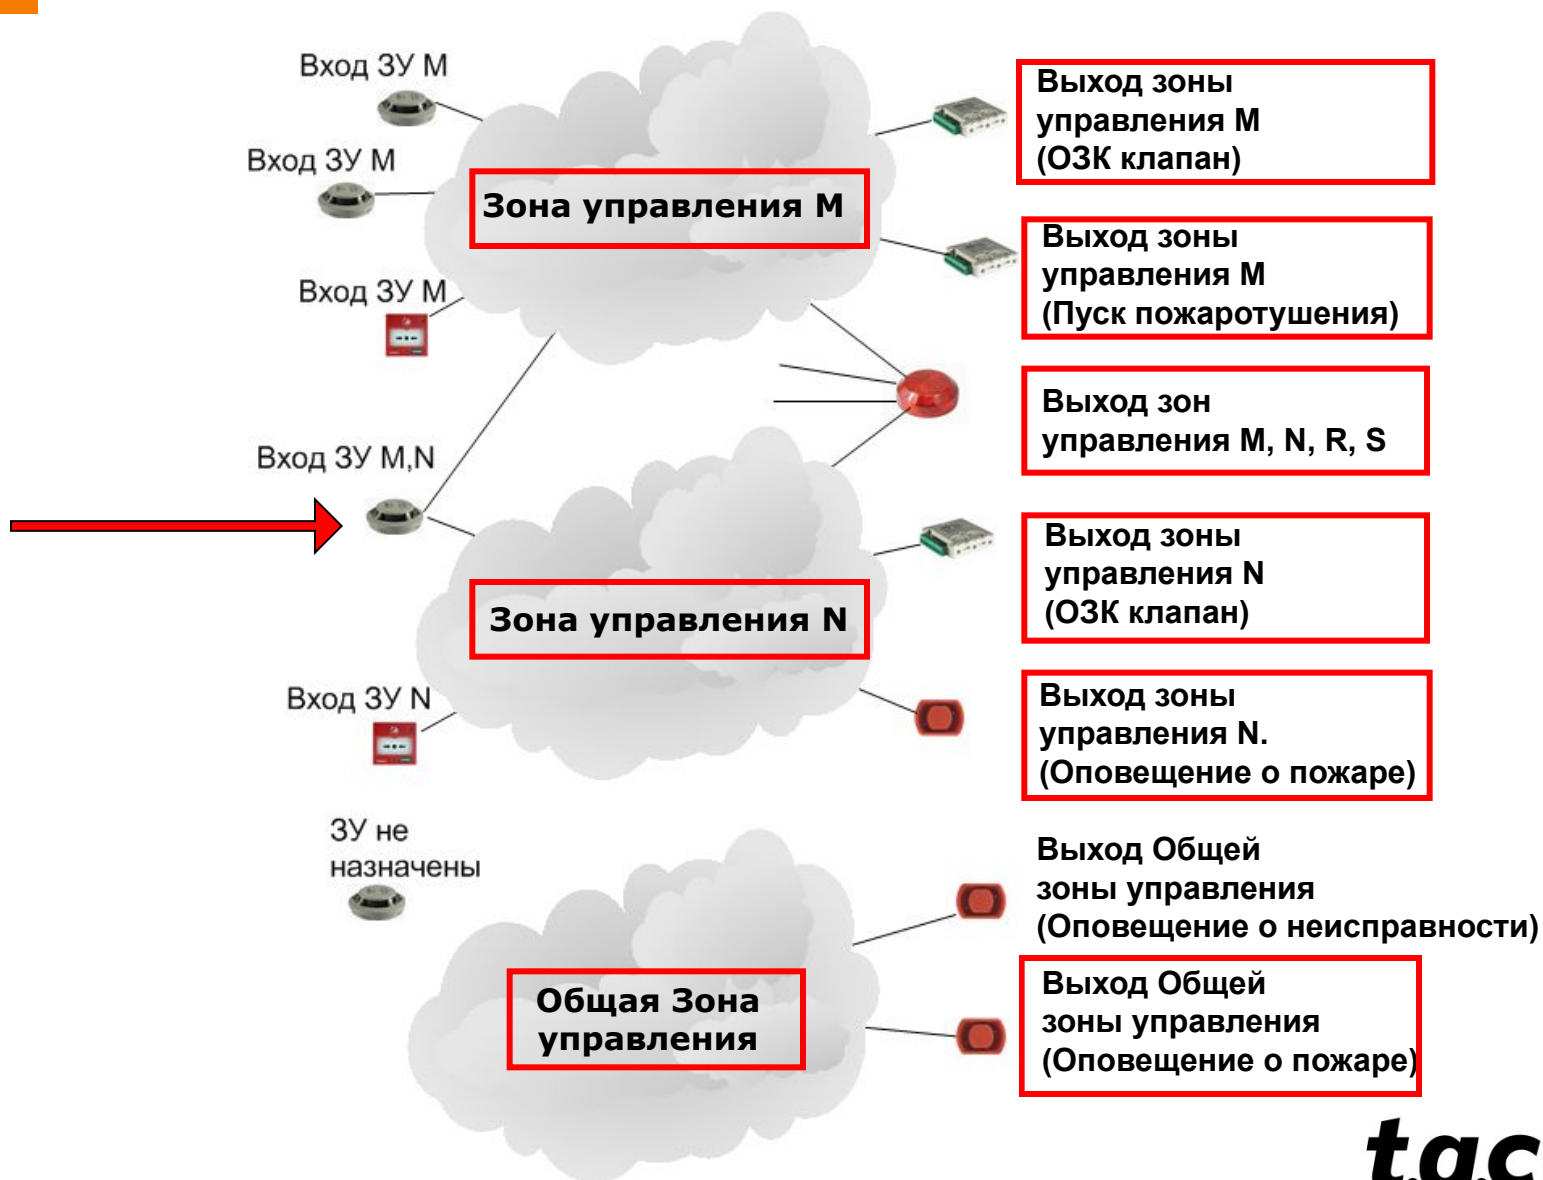 Вход ЗУ М
Вход ЗУ М
Вход ЗУ М
Вход ЗУ M,N
Вход ЗУ N
ЗУ не
назначены
Зона управления М
Зона управления N
Общая Зона
управления
Выход зоны
управления М
(ОЗК клапан)
Выход зоны
управления М
(Пуск пожаротушения)
Выход зон
управления M, N, R, S
Выход зоны
управления N
(ОЗК клапан)
Выход зоны
управления N.
(Оповещение о пожаре)
Выход Общей
зоны управления
(Оповещение о неисправности)
Выход Общей
зоны управления
(Оповещение о пожаре)
t.a.c